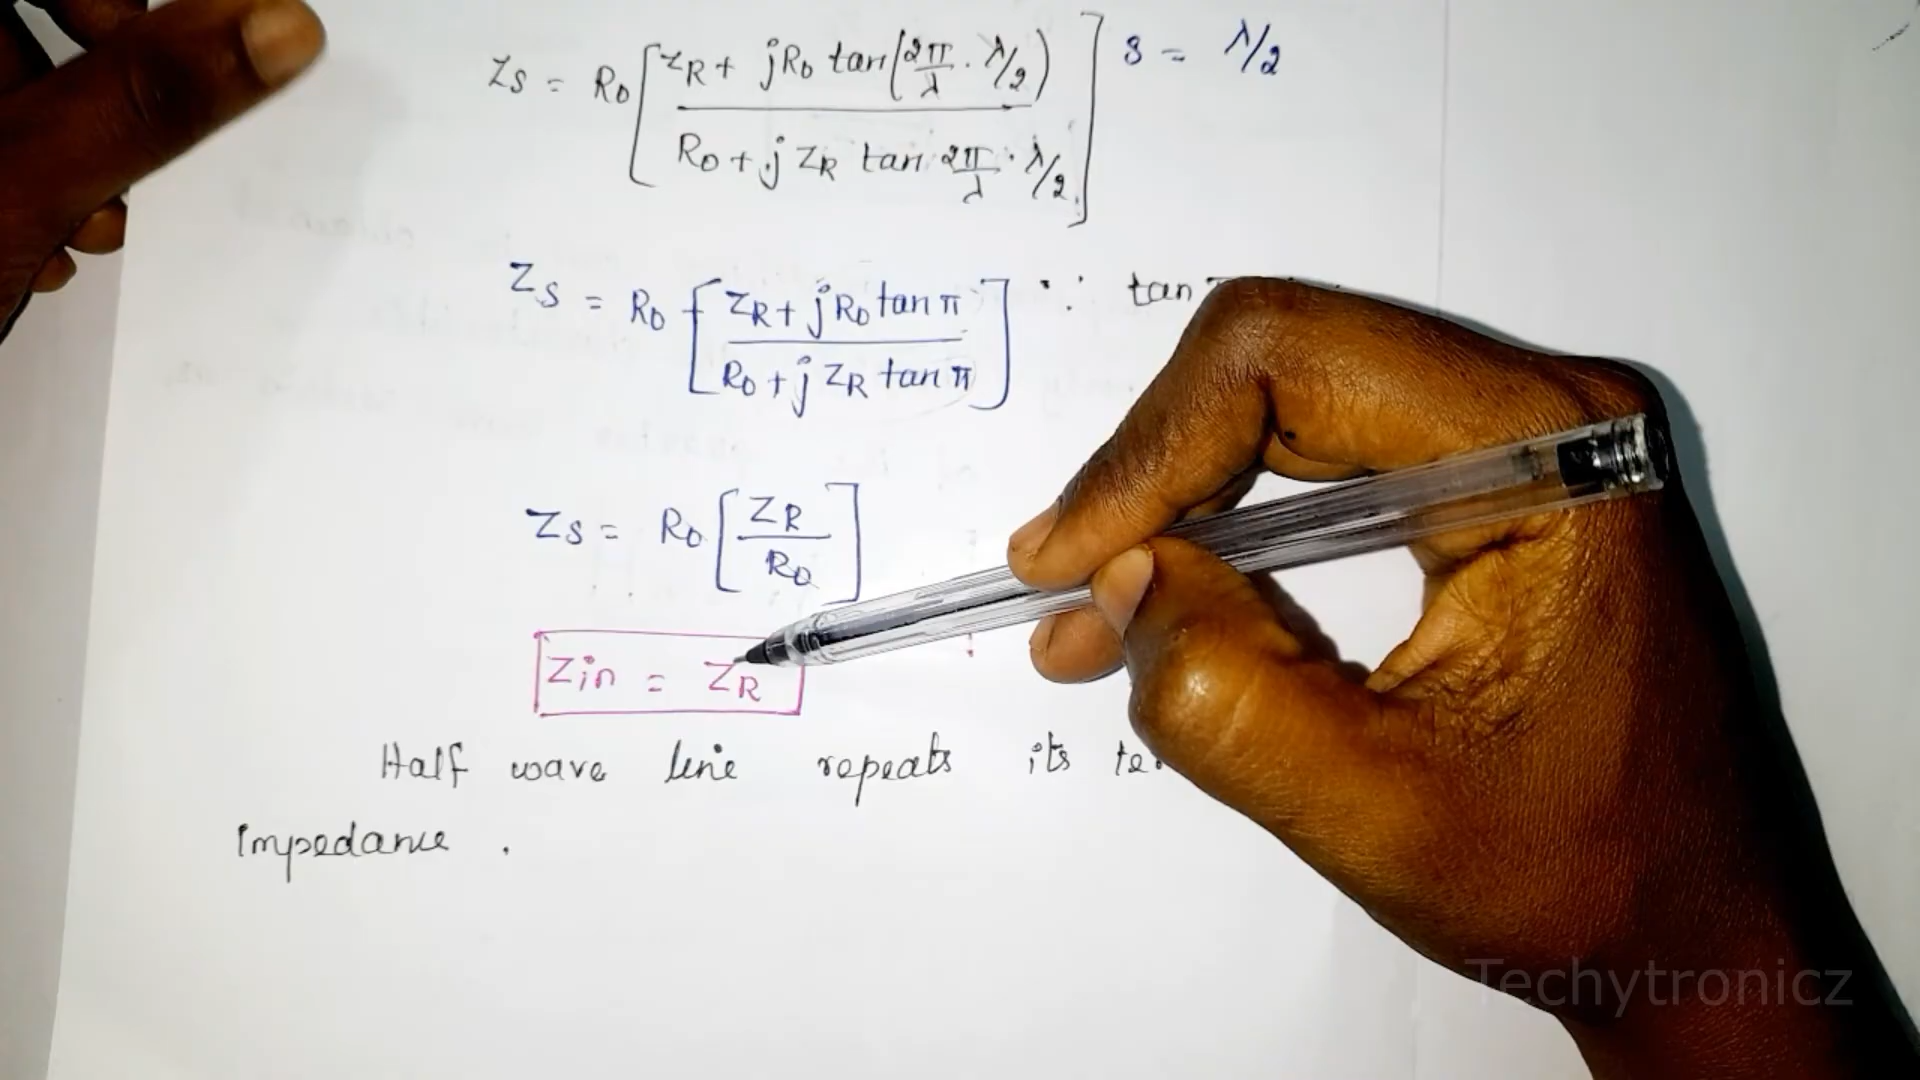 Zs = R0 [ ZR + jR0 tan(2π/λ . λ/2) / R0 + j ZR tan 2π/λ . λ/2 ] s = λ/2
Zs = R0 [ ZR + j R0 tan π / R0 + j ZR tan π ] ∵ tan
Zs = R0 [ ZR / R0 ]
Zin = ZR
Half wave line repeats its
Impedance .
Techytronicz